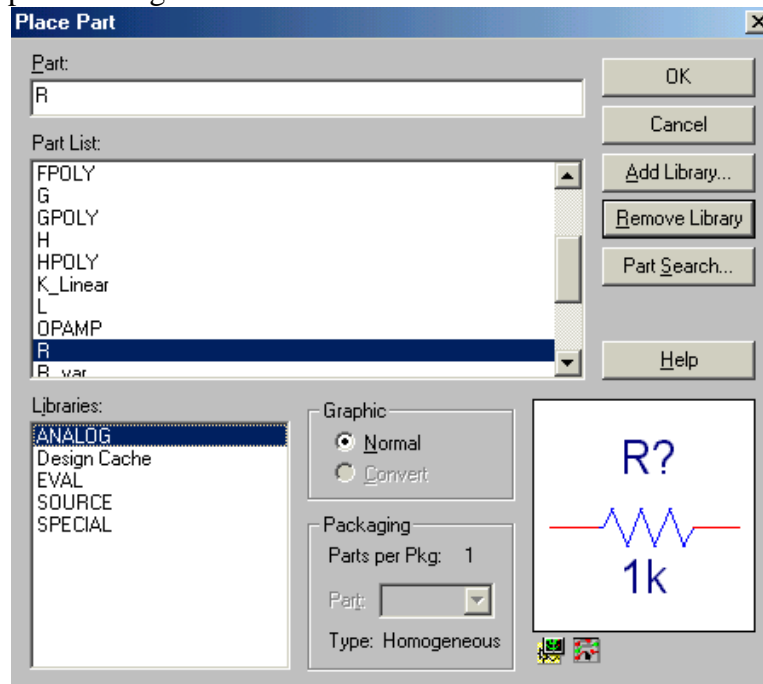 Place Part
Part:
R
Part List:
FPOLY
G
GPOLY
H
HPOLY
K_Linear
L
OPAMP
R
R_var
OK
Cancel
Add Library...
Remove Library
Part Search...
Help
Libraries:
ANALOG
Design Cache
EVAL
SOURCE
SPECIAL
Graphic
Normal
Convert
Packaging
Parts per Pkg: 1
Part:
Type: Homogeneous
R?
1k